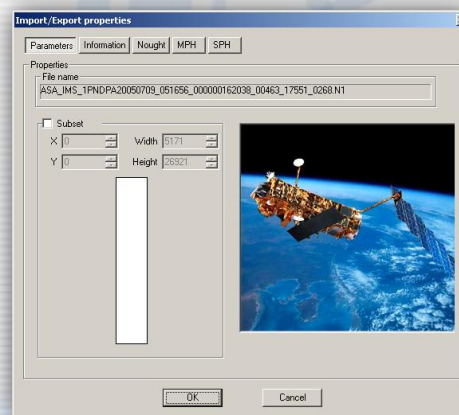 Import/Export properties
Parameters Information Nought MPH SPH
Properties
File name
ASA_IMS_1PNDPA20050709_051656_000000162038_00463_17551_0268.N1
Subset
X 0 Width 5171
Y 0 Height 26921
OK Cancel